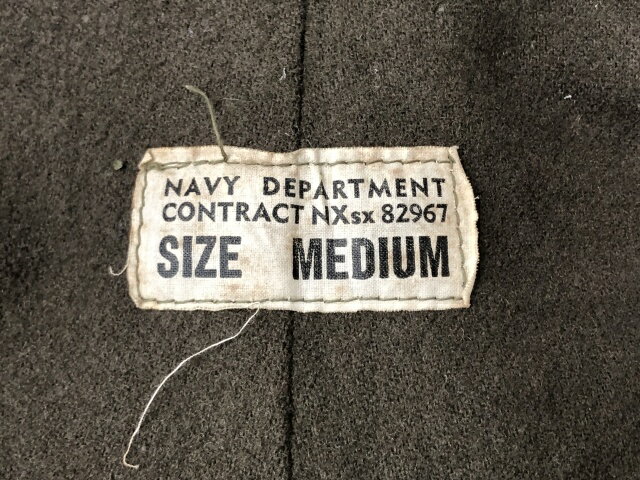 NAVY DEPARTMENT
CONTRACT NXsx 82967
SIZE MEDIUM